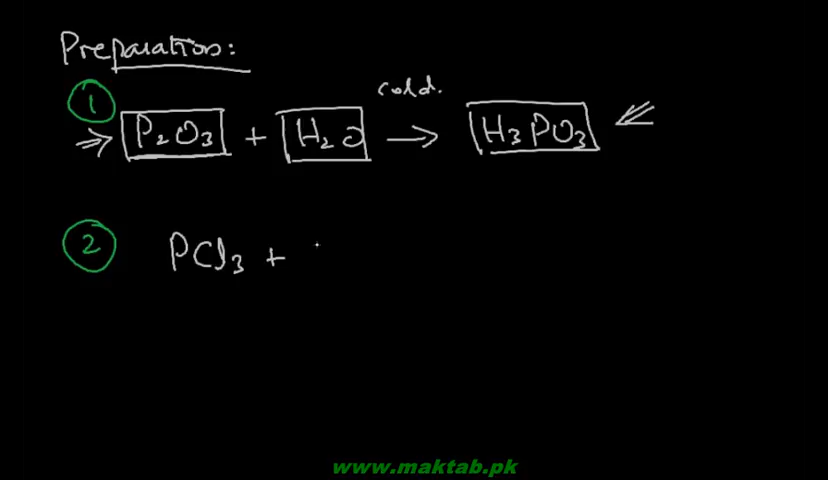 Preparation:
cold.
① P₂O₃ + H₂O → H₃PO₃
② PCl₃ +
www.maktab.pk